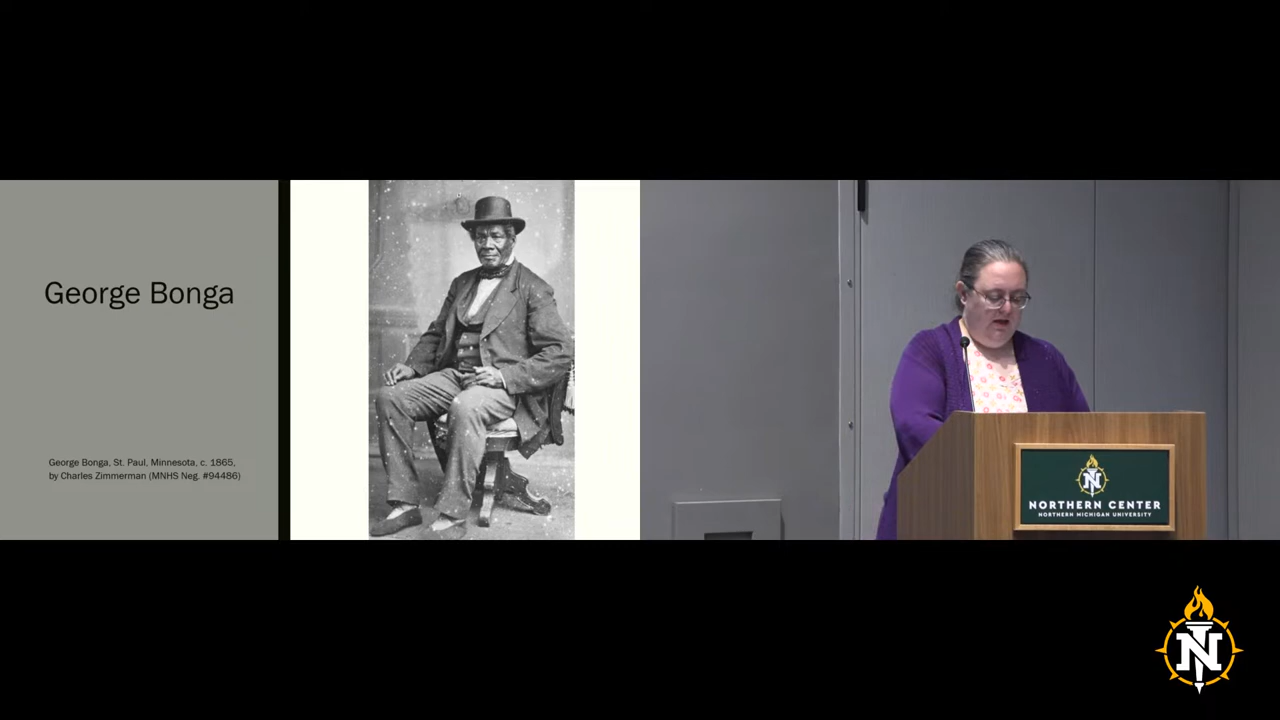 George Bonga
George Bonga, St. Paul, Minnesota, c. 1865,
by Charles Zimmerman (MNHS Neg. #94486)
N
NORTHERN CENTER
NORTHERN MICHIGAN UNIVERSITY
N